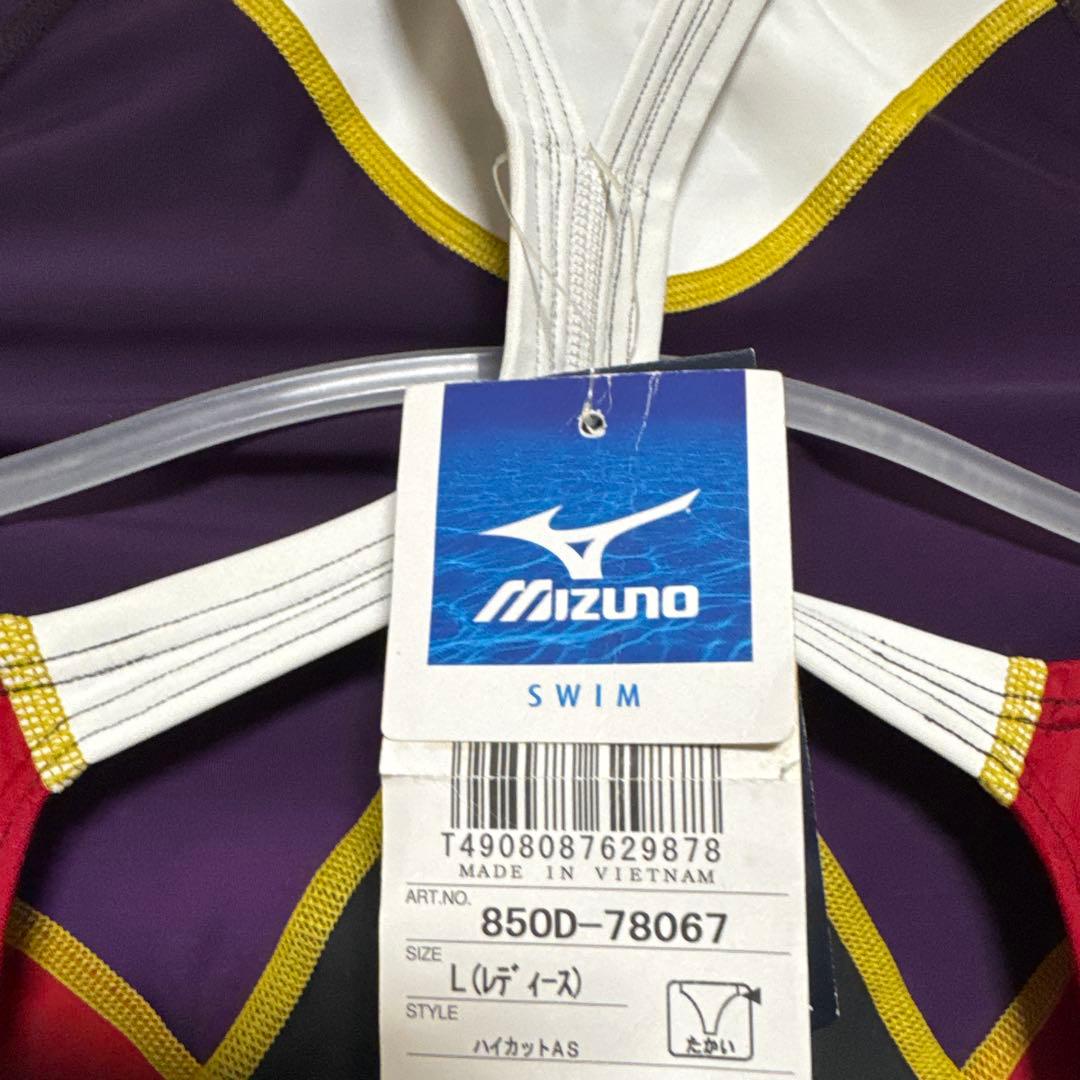 MIZUNO
SWIM
T4908087629878
MADE IN VIETNAM
ART.NO.
850D-78067
SIZE
L(レディース)
STYLE
ハイカットAS
たかい